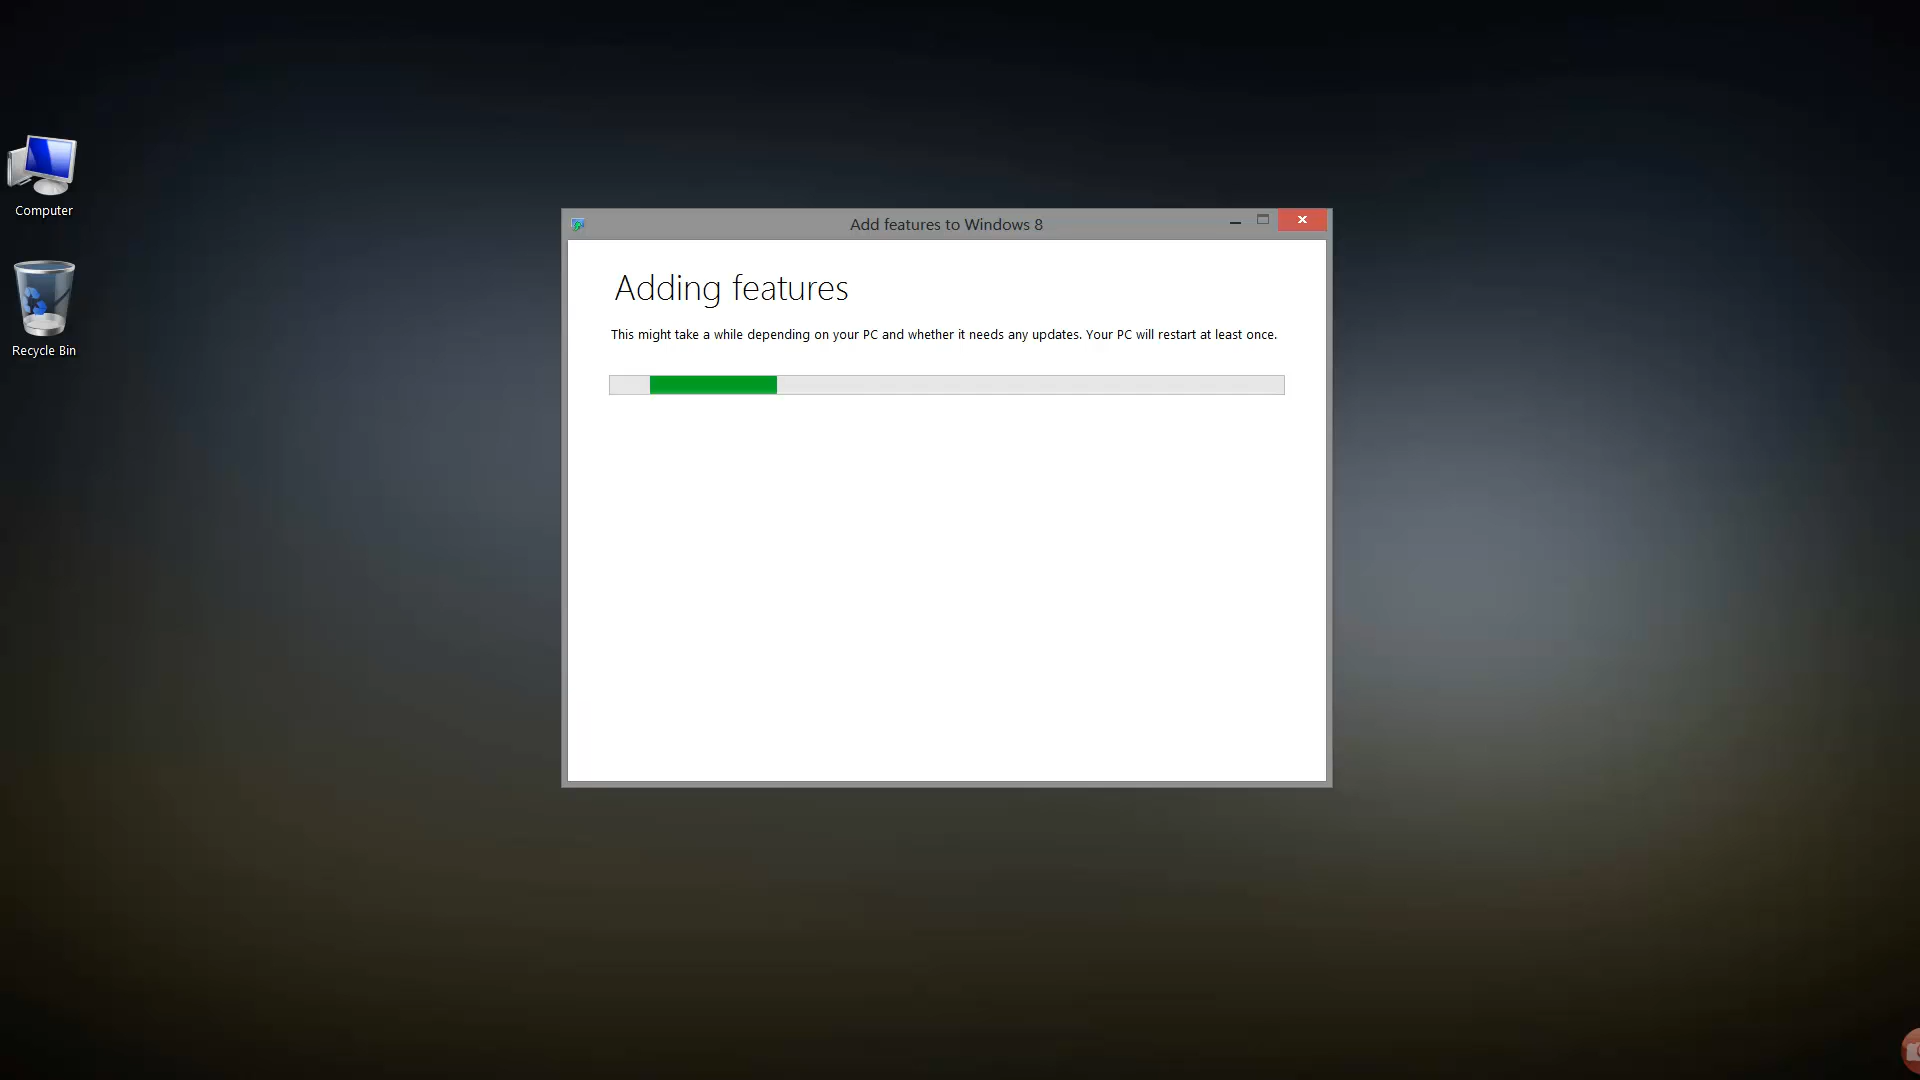 Computer
Recycle Bin
Add features to Windows 8
Adding features
This might take a while depending on your PC and whether it needs any updates. Your PC will restart at least once.